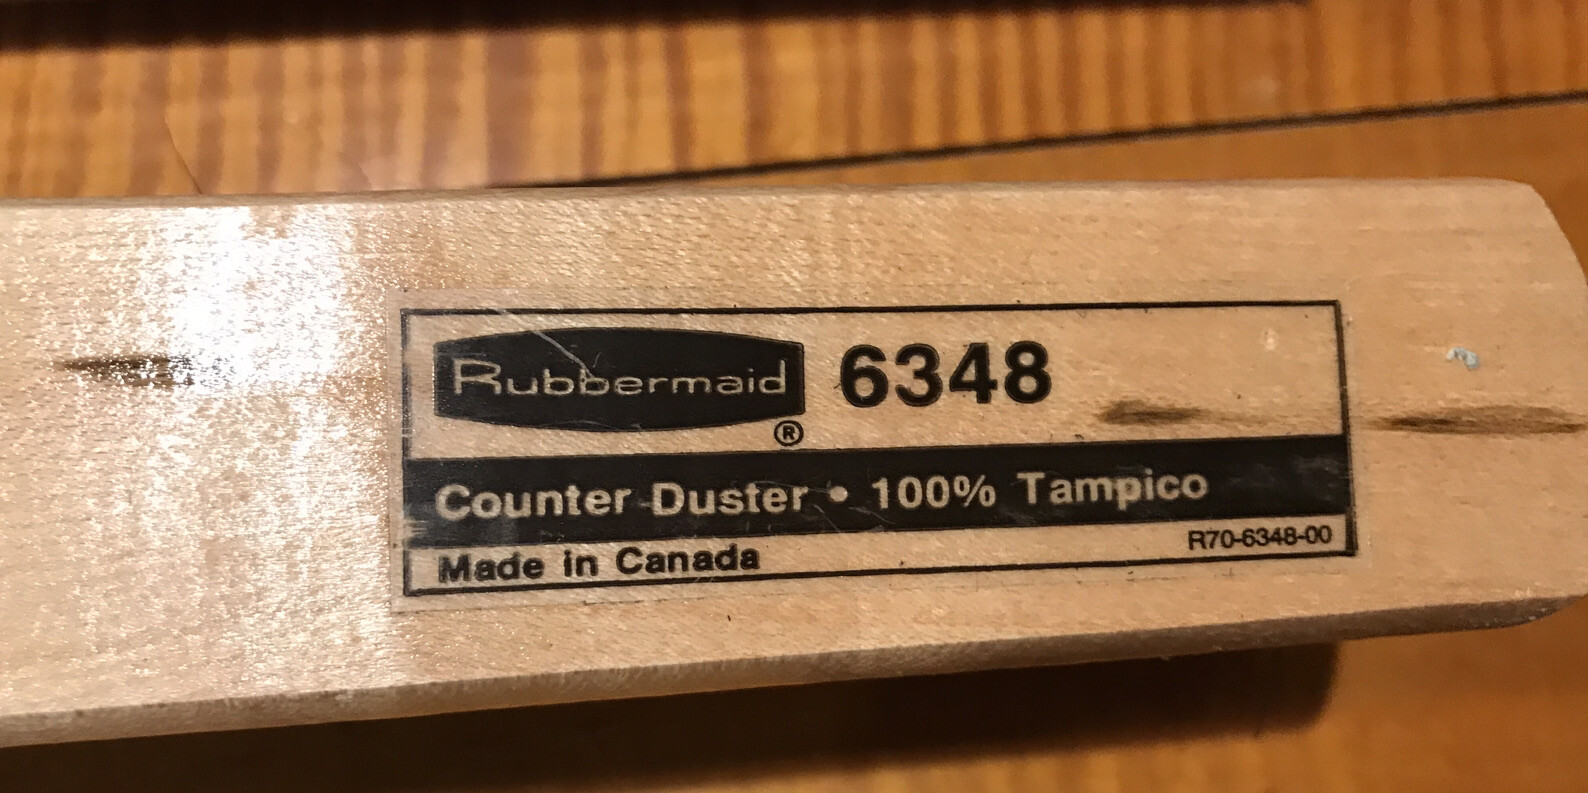 Rubbermaid® 6348
Counter Duster • 100% Tampico
Made in Canada R70-6348-00